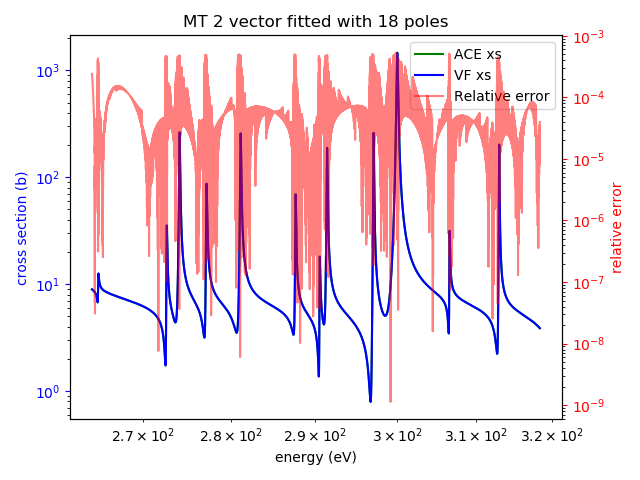 MT 2 vector fitted with 18 poles
ACE xs
VF xs
Relative error
10³
10²
10¹
10⁰
10⁻³
10⁻⁴
10⁻⁵
10⁻⁶
10⁻⁷
10⁻⁸
10⁻⁹
cross section (b)
relative error
2.7 × 10² 2.8 × 10² 2.9 × 10² 3 × 10² 3.1 × 10² 3.2 × 10²
energy (eV)